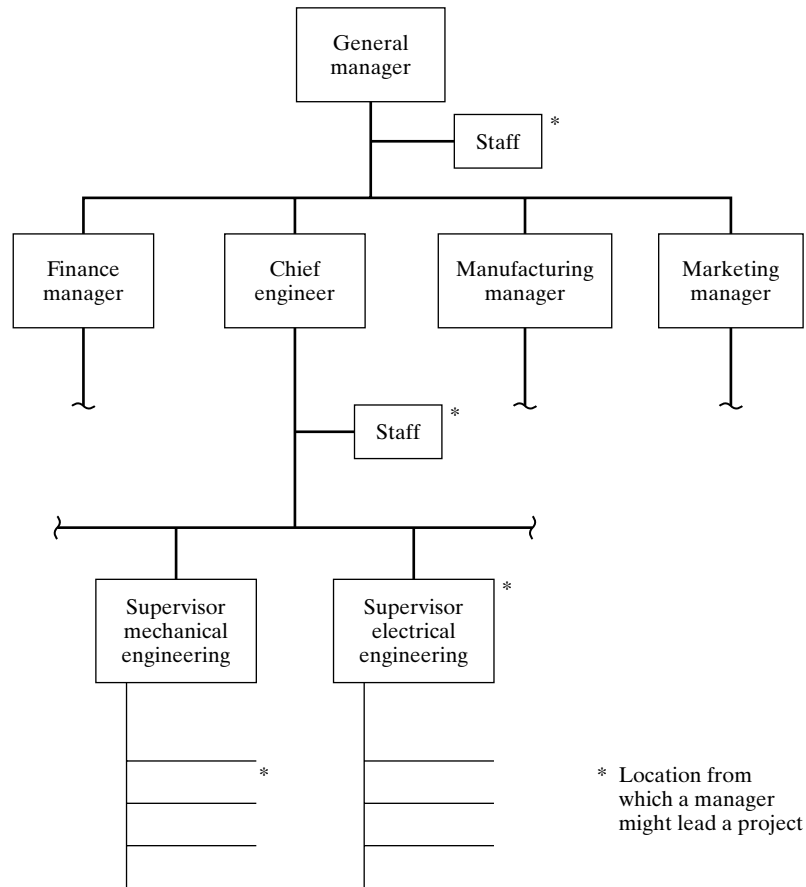 General
manager
Staff
*
Finance
manager
Chief
engineer
Manufacturing
manager
Marketing
manager
Staff
*
Supervisor
mechanical
engineering
Supervisor
electrical
engineering
*
*
* Location from
which a manager
might lead a project